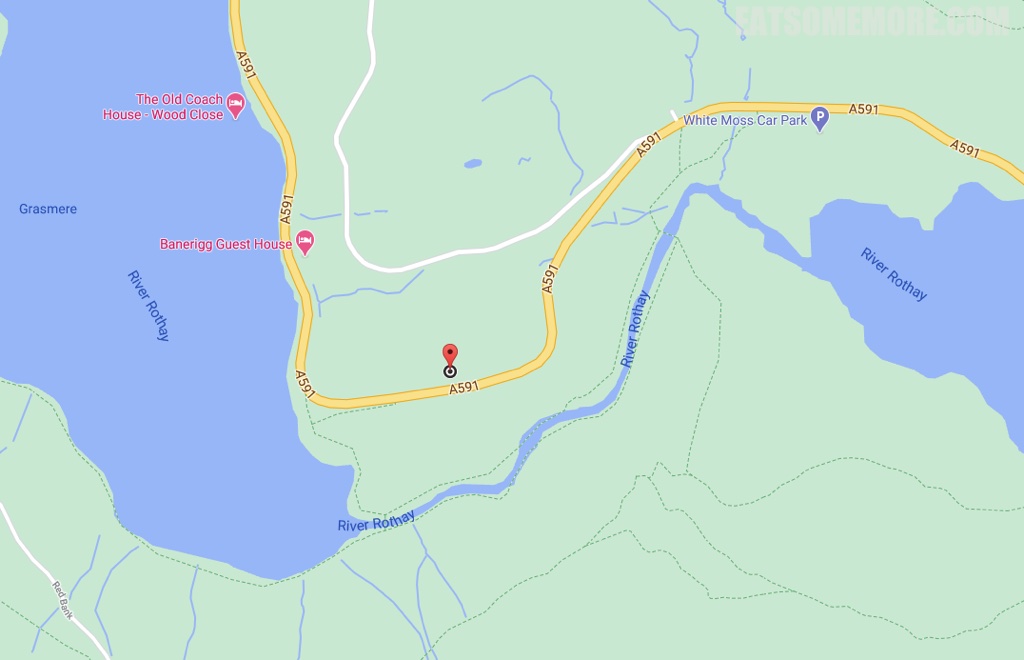 EATSOMEMORE.COM
A591
The Old Coach
House - Wood Close
A591
White Moss Car Park
P
A591
A591
Grasmere
A591
Banerigg Guest House
River Rothay
River Rothay
A591
River Rothay
A591
A591
River Rothay
Red Bank